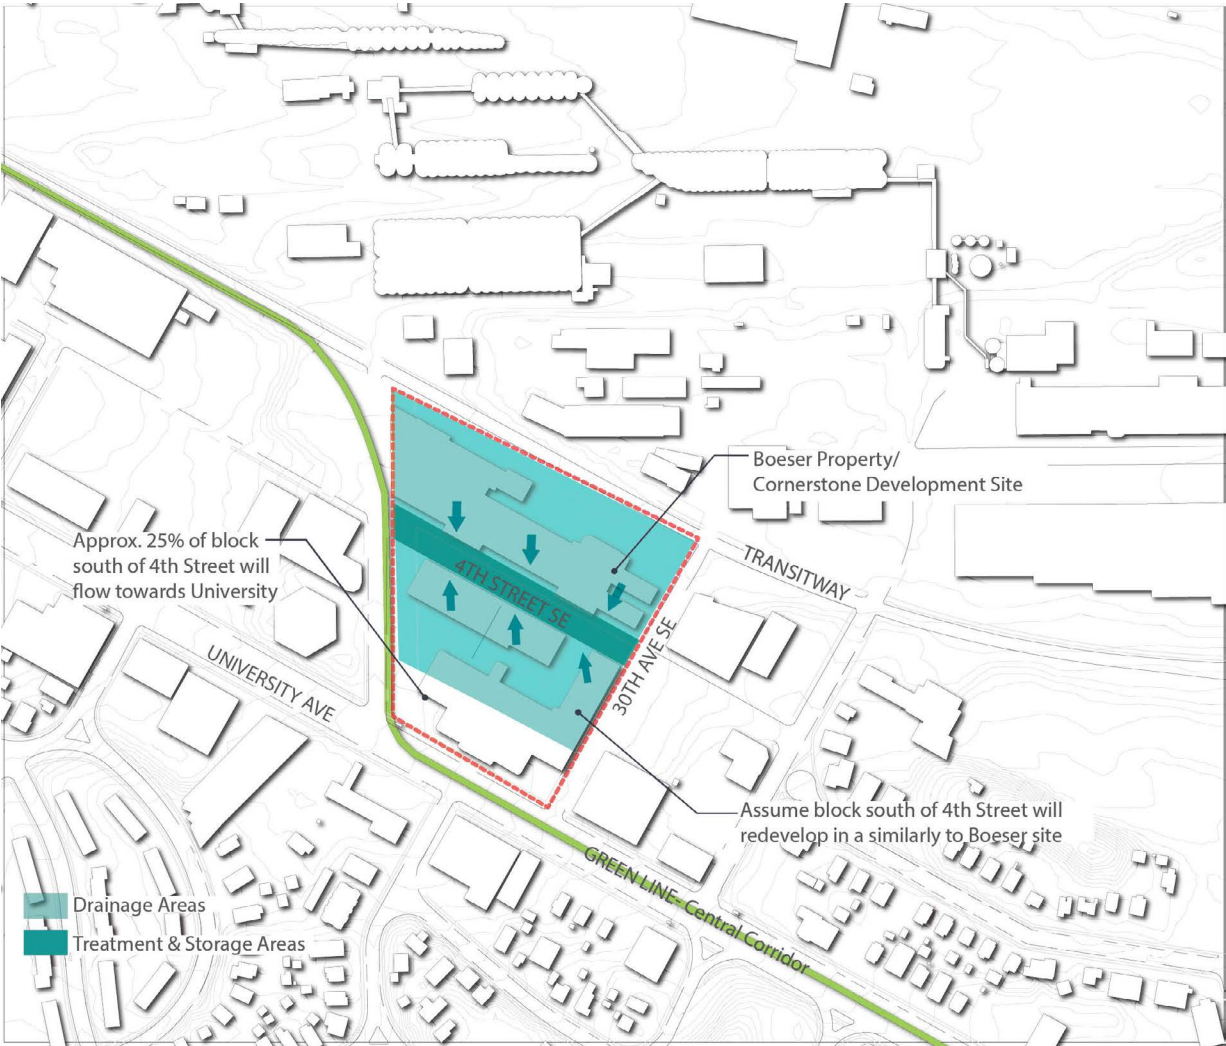 Boeser Property/
Cornerstone Development Site
Approx. 25% of block
south of 4th Street will
flow towards University
TRANSITWAY
4TH STREET SE
30TH AVE SE
UNIVERSITY AVE
Assume block south of 4th Street will
redevelop in a similarly to Boeser site
GREEN LINE- Central Corridor
Drainage Areas
Treatment & Storage Areas